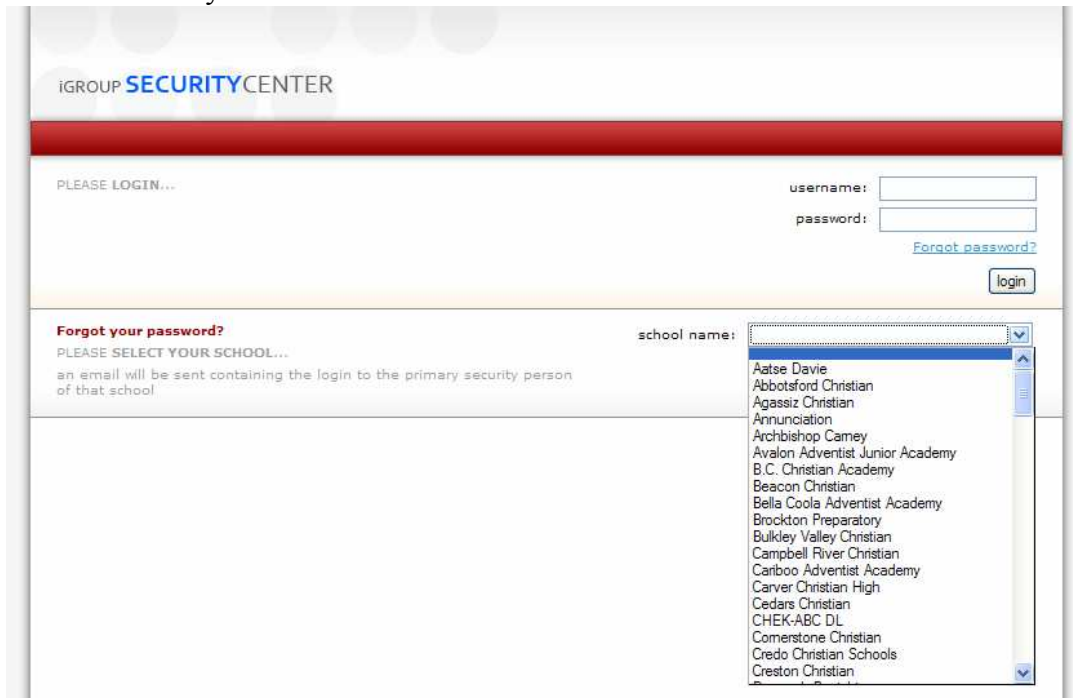 iGROUP SECURITYCENTER
PLEASE LOGIN...
username:
password:
Forgot password?
login
Forgot your password?
PLEASE SELECT YOUR SCHOOL...
an email will be sent containing the login to the primary security person
of that school
school name:
Aatse Davie
Abbotsford Christian
Agassiz Christian
Annunciation
Archbishop Carney
Avalon Adventist Junior Academy
B.C. Christian Academy
Beacon Christian
Bella Coola Adventist Academy
Brockton Preparatory
Bulkley Valley Christian
Campbell River Christian
Cariboo Adventist Academy
Carver Christian High
Cedars Christian
CHEK-ABC DL
Cornerstone Christian
Credo Christian Schools
Creston Christian